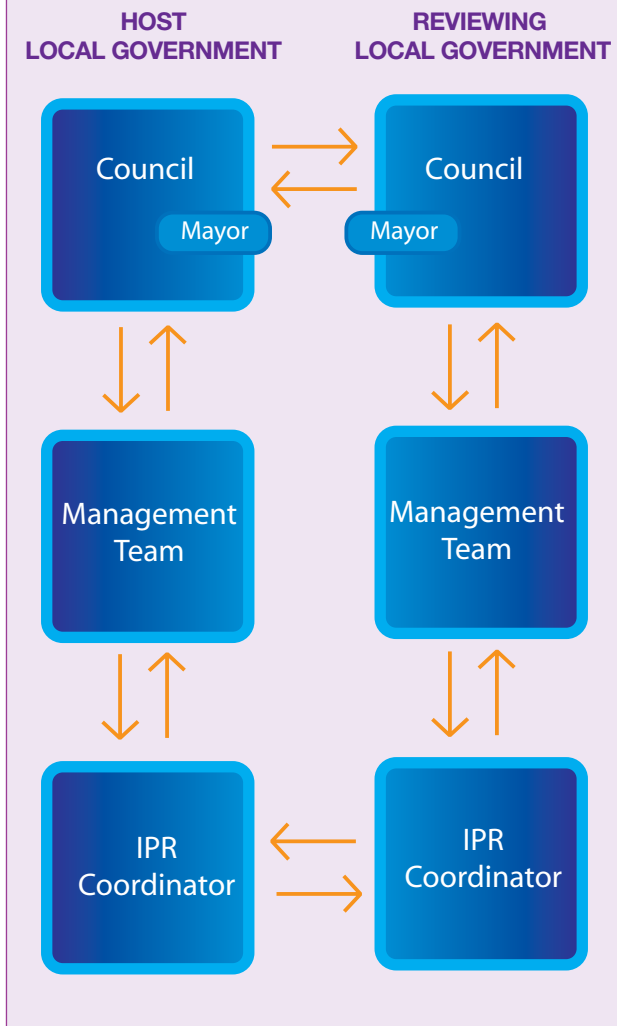 HOST
LOCAL GOVERNMENT
REVIEWING
LOCAL GOVERNMENT
Council
Mayor
Council
Mayor
Management
Team
Management
Team
IPR
Coordinator
IPR
Coordinator